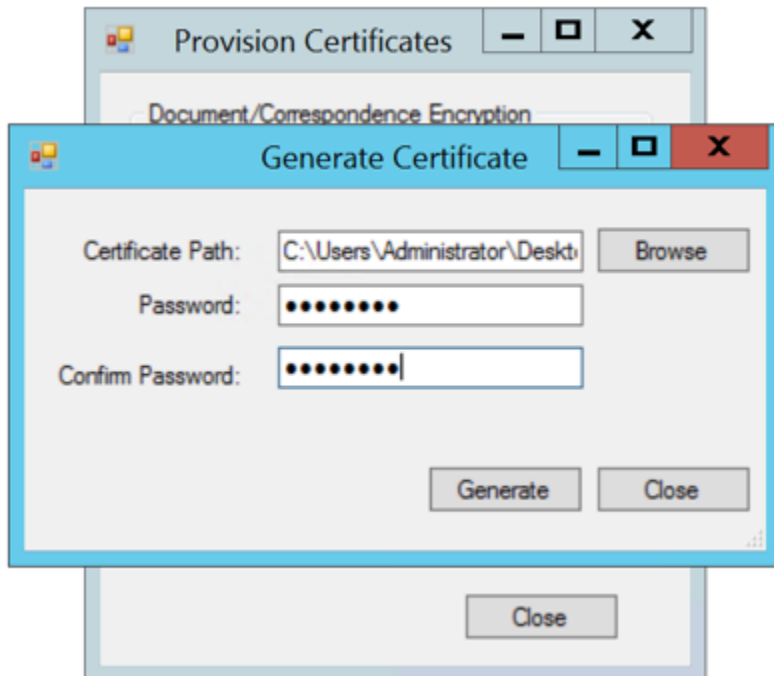 Provision Certificates
Document/Correspondence Encryption
Generate Certificate
Certificate Path: C:\Users\Administrator\Deskt Browse
Password: ●●●●●●●●
Confirm Password: ●●●●●●●●
Generate Close
Close